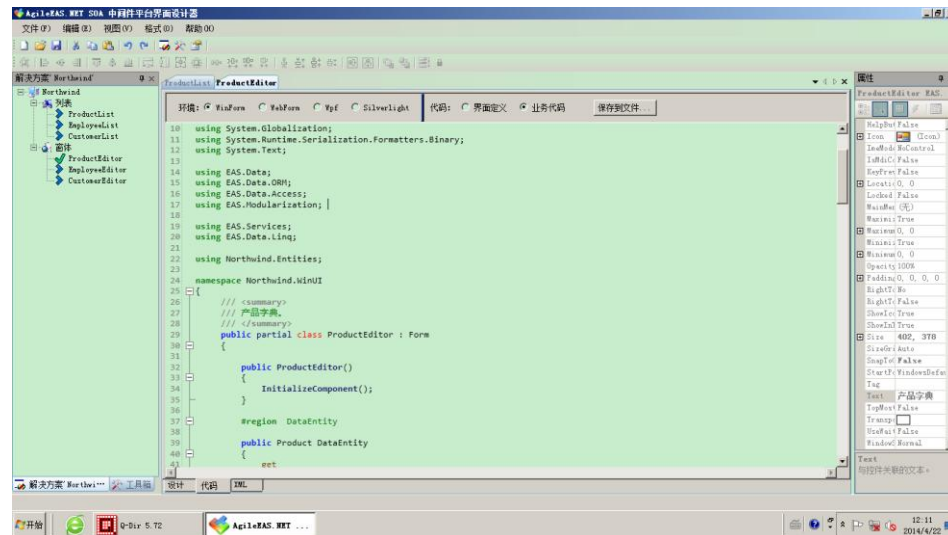 AgileEAS.NET SOA 中间件平台界面设计器
文件(F) 编辑(E) 视图(V) 格式(O) 帮助(H)
解决方案'Northwind'
Northwind
列表
ProductList
EmployeeList
CustomerList
窗体
ProductEditor
EmployeeEditor
CustomerEditor
解决方案'Northwi... 工具箱
ProductList ProductEditor
环境: WinForm WebForm Wpf Silverlight 代码: 界面定义 业务代码 保存到文件...
10 using System.Globalization;
11 using System.Runtime.Serialization.Formatters.Binary;
12 using System.Text;
13
14 using EAS.Data;
15 using EAS.Data.ORM;
16 using EAS.Data.Access;
17 using EAS.Modularization;
18
19 using EAS.Services;
20 using EAS.Data.Linq;
21
22 using Northwind.Entities;
23
24 namespace Northwind.WinUI
25 {
26 /// <summary>
27 /// 产品字典。
28 /// </summary>
29 public partial class ProductEditor : Form
30 {
31
32 public ProductEditor()
33 {
34 InitializeComponent();
35 }
36
37 #region DataEntity
38
39 public Product DataEntity
40 {
41 get
设计 代码 XML
属性
ProductEditor EAS.
HelpBut False
Icon (Icon)
ImeMode NoControl
IsMdiCo False
KeyPrev False
Locatio 0, 0
Locked False
MainMen (无)
Maximiz True
Maximum 0, 0
Minimiz True
Minimum 0, 0
Opacity 100%
Padding 0, 0, 0, 0
RightTo No
RightTo False
ShowIco True
ShowInT True
Size 402, 370
SizeGri Auto
SnapTo False
StartPo WindowsDefau
Tag
Text 产品字典
TopMost False
Transp
UseWait False
WindowS Normal
Text
与控件关联的文本。
开始 Q-Dir 5.72 AgileEAS.NET ...
12:11
2014/4/22